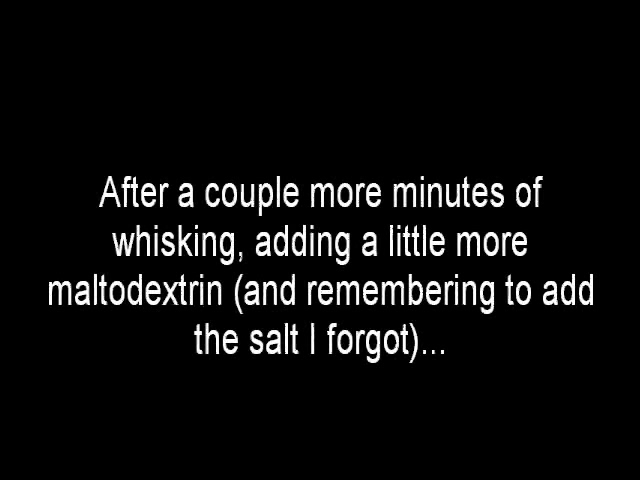 After a couple more minutes of
whisking, adding a little more
maltodextrin (and remembering to add
the salt I forgot)...